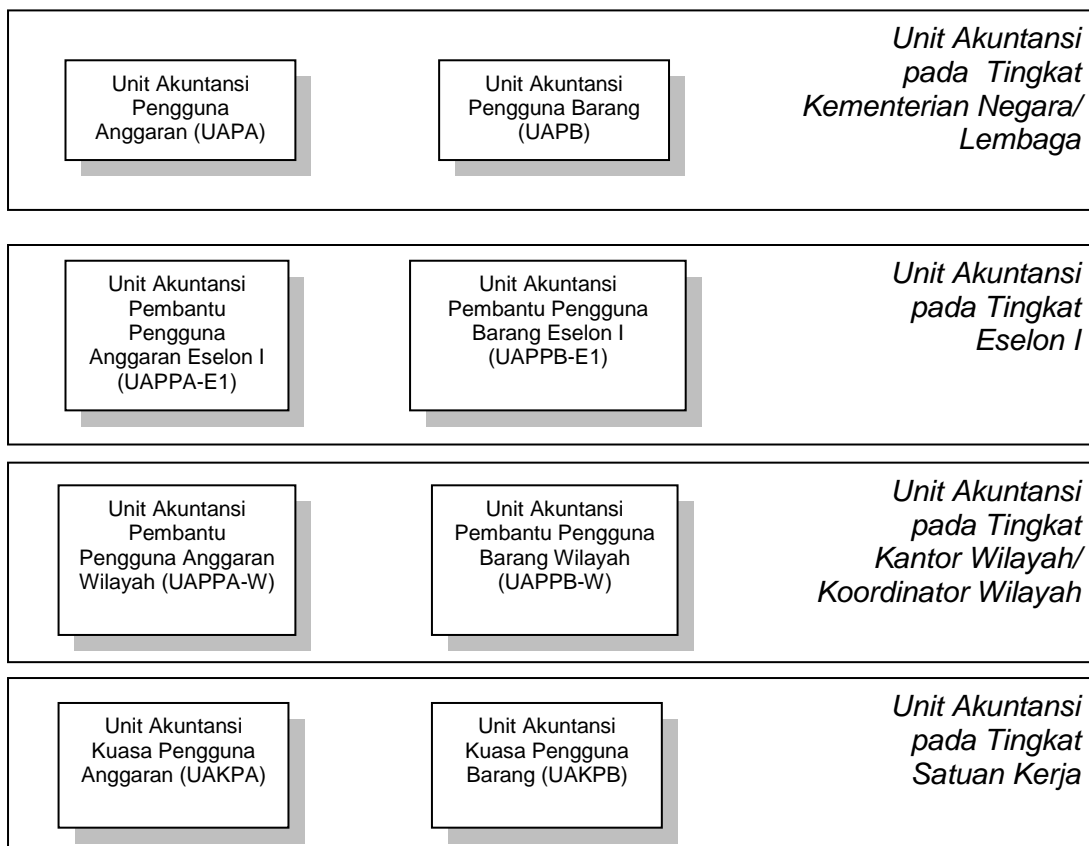 Unit Akuntansi
Pengguna
Anggaran (UAPA)
Unit Akuntansi
Pengguna Barang
(UAPB)
Unit Akuntansi
pada Tingkat
Kementerian Negara/
Lembaga
Unit Akuntansi
Pembantu
Pengguna
Anggaran Eselon I
(UAPPA-E1)
Unit Akuntansi
Pembantu Pengguna
Barang Eselon I
(UAPPB-E1)
Unit Akuntansi
pada Tingkat
Eselon I
Unit Akuntansi
Pembantu
Pengguna Anggaran
Wilayah (UAPPA-W)
Unit Akuntansi
Pembantu Pengguna
Barang Wilayah
(UAPPB-W)
Unit Akuntansi
pada Tingkat
Kantor Wilayah/
Koordinator Wilayah
Unit Akuntansi
Kuasa Pengguna
Anggaran (UAKPA)
Unit Akuntansi
Kuasa Pengguna
Barang (UAKPB)
Unit Akuntansi
pada Tingkat
Satuan Kerja